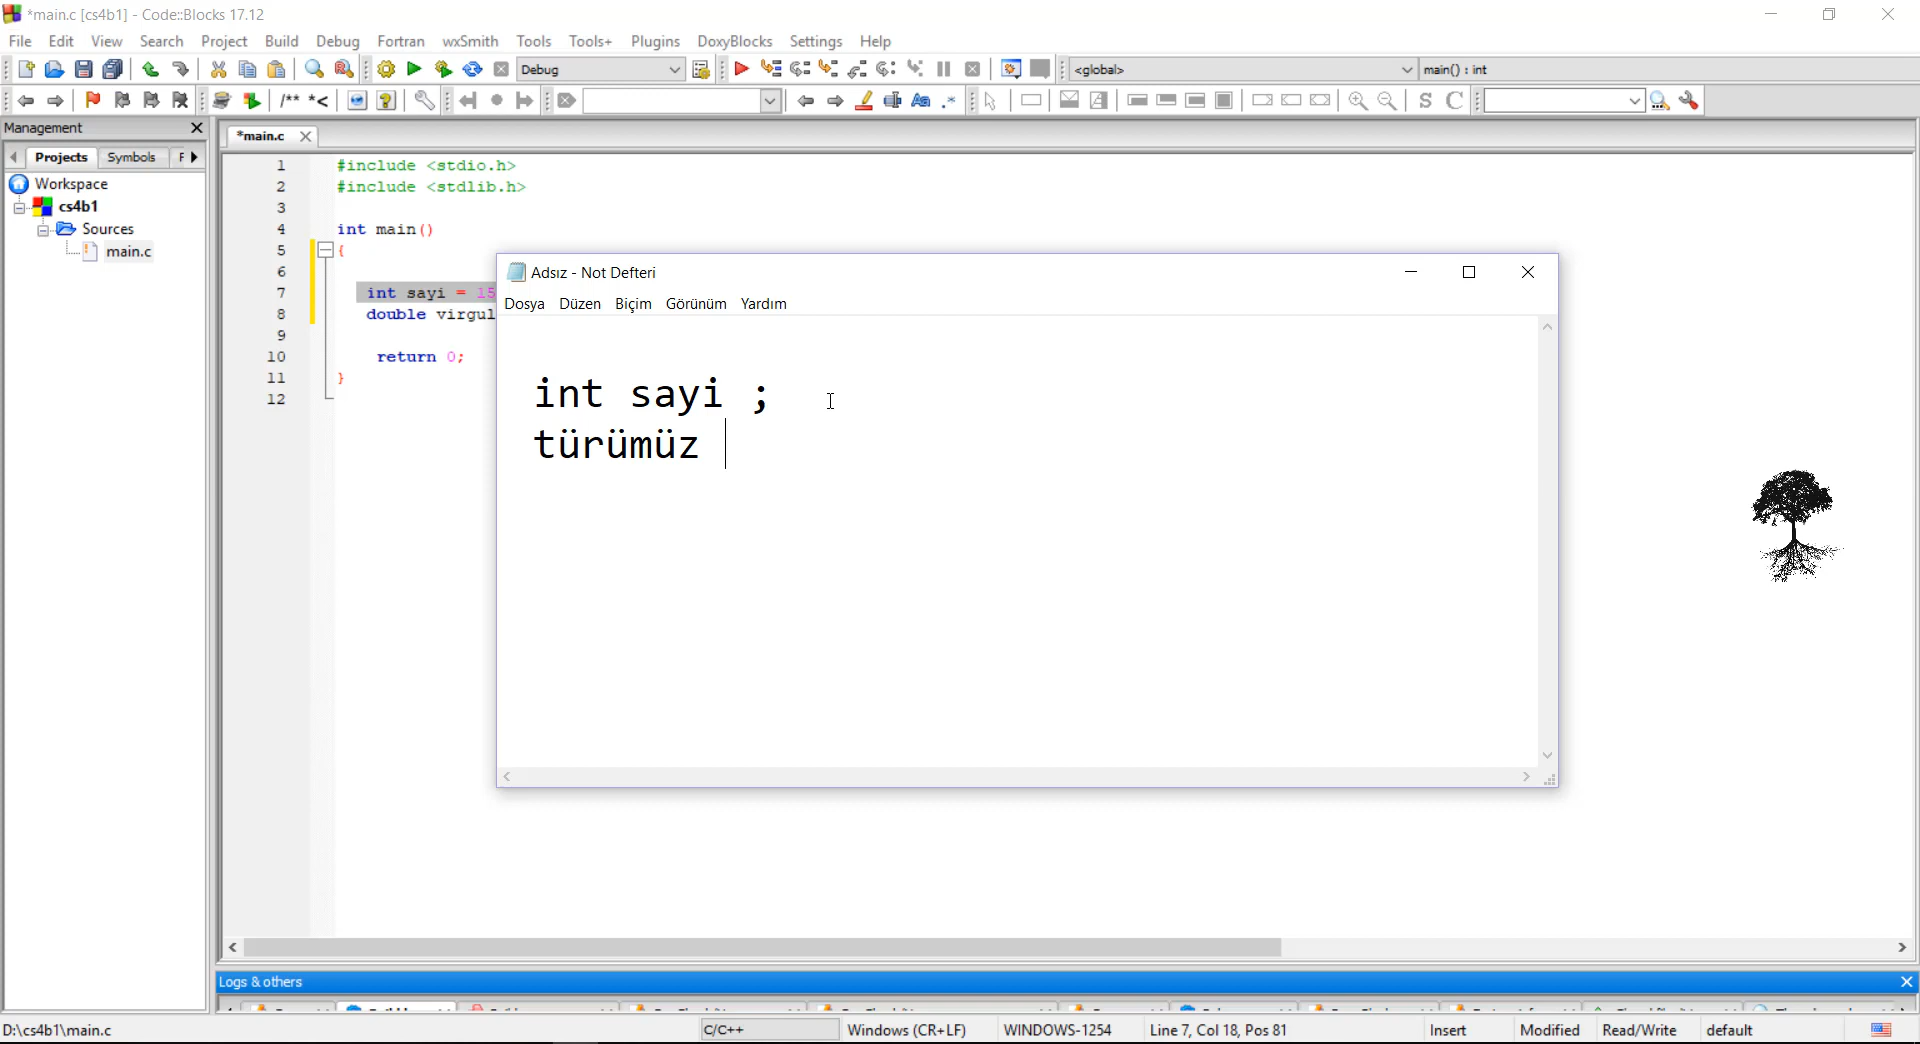 *main.c [cs4b1] - Code::Blocks 17.12
File Edit View Search Project Build Debug Fortran wxSmith Tools Tools+ Plugins DoxyBlocks Settings Help
Debug <global> main() : int
/** *<
Management
*main.c
Projects Symbols F
Workspace
cs4b1
Sources
main.c
1 #include <stdio.h>
2 #include <stdlib.h>
3
4 int main()
5 {
6
7 int sayi = 15
8 double virgul
9
10 return 0;
11 }
12
Adsız - Not Defteri
Dosya Düzen Biçim Görünüm Yardım
int sayi ;
türümüz
Logs & others
D:\cs4b1\main.c C/C++ Windows (CR+LF) WINDOWS-1254 Line 7, Col 18, Pos 81 Insert Modified Read/Write default